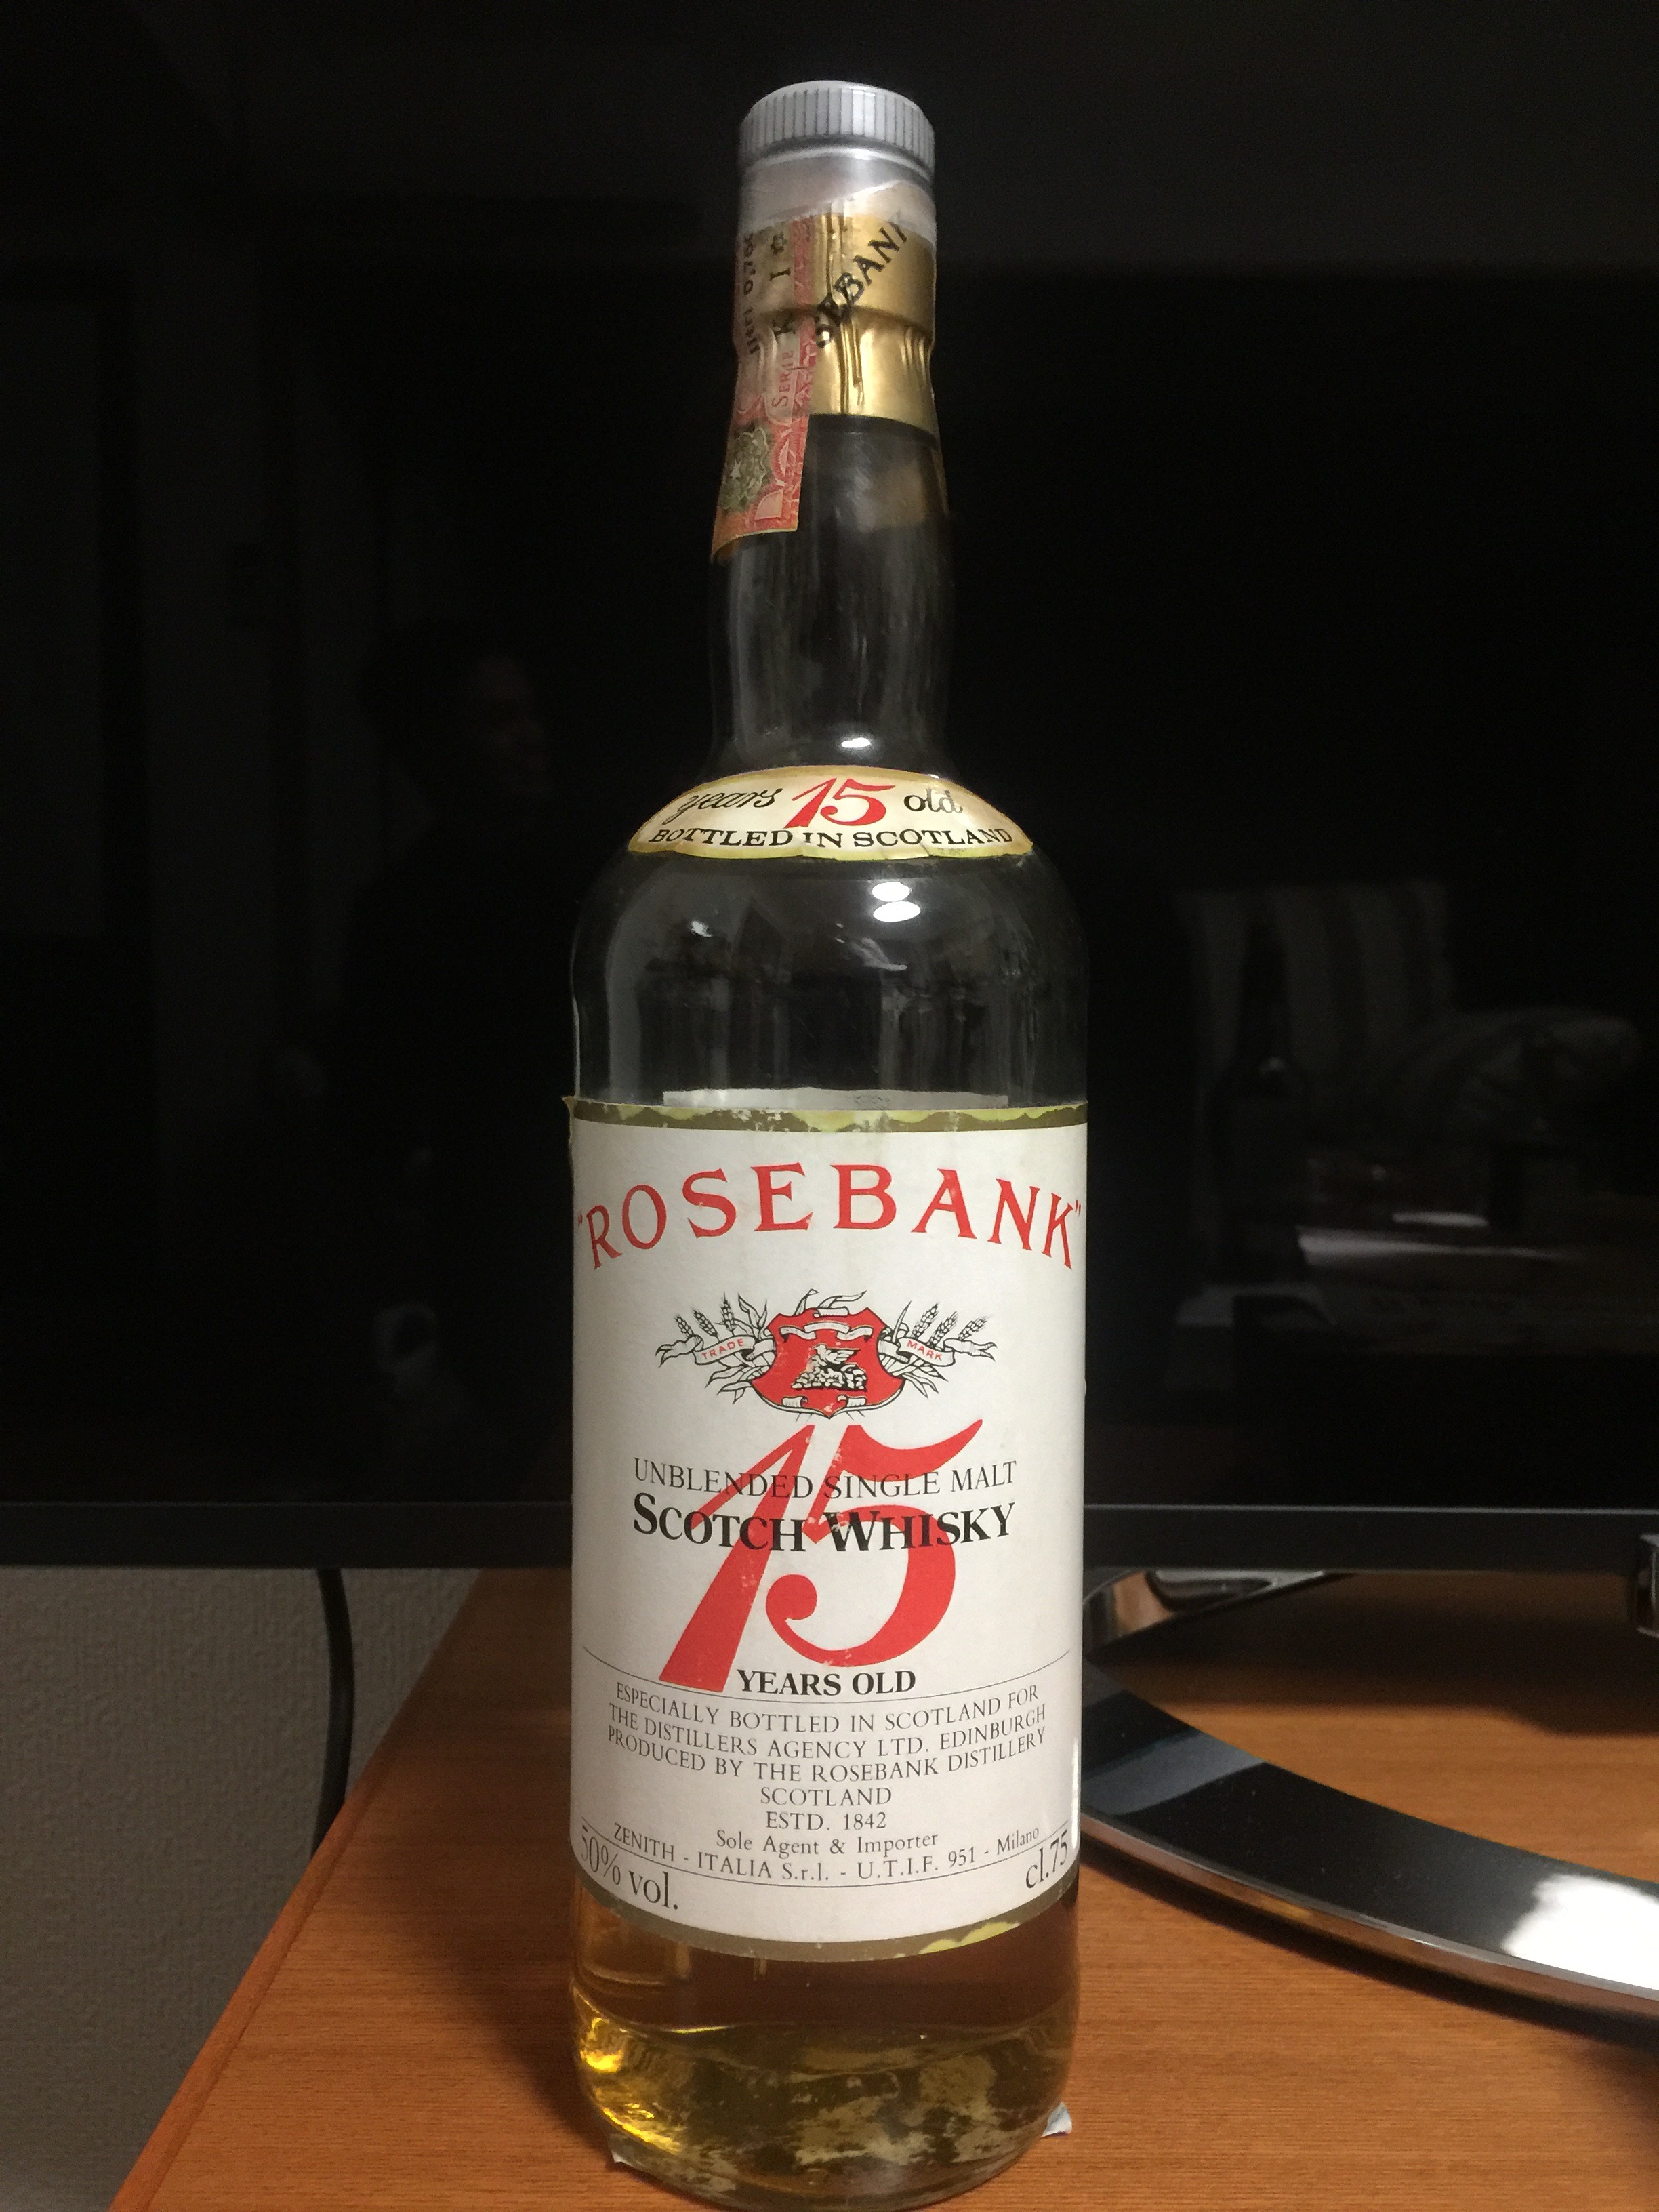 SERIE K I
SEBANK
years 15 old
BOTTLED IN SCOTLAND
"ROSEBANK"
TRADE MARK
15
UNBLENDED SINGLE MALT
SCOTCH WHISKY
YEARS OLD
ESPECIALLY BOTTLED IN SCOTLAND FOR
THE DISTILLERS AGENCY LTD. EDINBURGH
PRODUCED BY THE ROSEBANK DISTILLERY
SCOTLAND
ESTD. 1842
Sole Agent & Importer
ZENITH - ITALIA S.r.l. - U.T.I.F. 951 - Milano
50% vol. cl.75